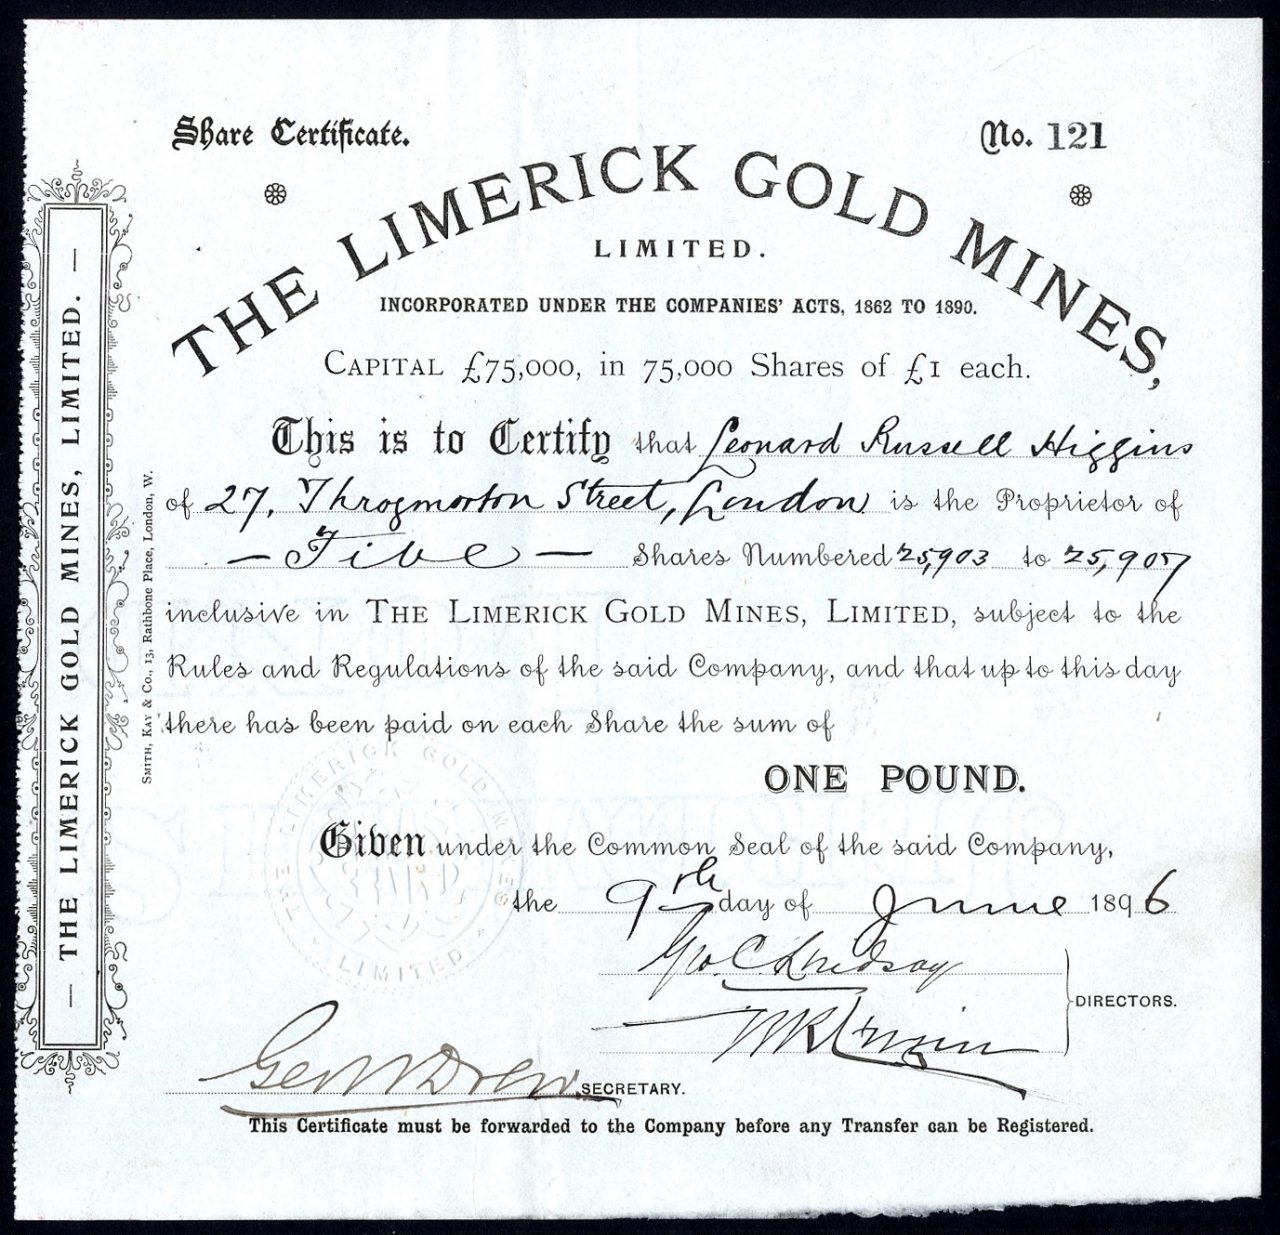 Share Certificate.
No. 121
THE LIMERICK GOLD MINES,
LIMITED.
INCORPORATED UNDER THE COMPANIES' ACTS, 1862 TO 1890.
CAPITAL £75,000, in 75,000 Shares of £1 each.
This is to Certify that Leonard Russell Higgins
of 27, Throgmorton Street, London is the Proprietor of
— Five — Shares Numbered 25,903 to 25,907
inclusive in THE LIMERICK GOLD MINES, LIMITED, subject to the
Rules and Regulations of the said Company, and that up to this day
there has been paid on each Share the sum of
ONE POUND.
Given under the Common Seal of the said Company,
the 9th day of June 1896
Geo. C Lindsay
DIRECTORS.
Geo W Drew
SECRETARY.
This Certificate must be forwarded to the Company before any Transfer can be Registered.
— THE LIMERICK GOLD MINES, LIMITED. —
SMITH, KAY & CO., 13, Rathbone Place, London, W.
THE LIMERICK GOLD MINES
LIMITED